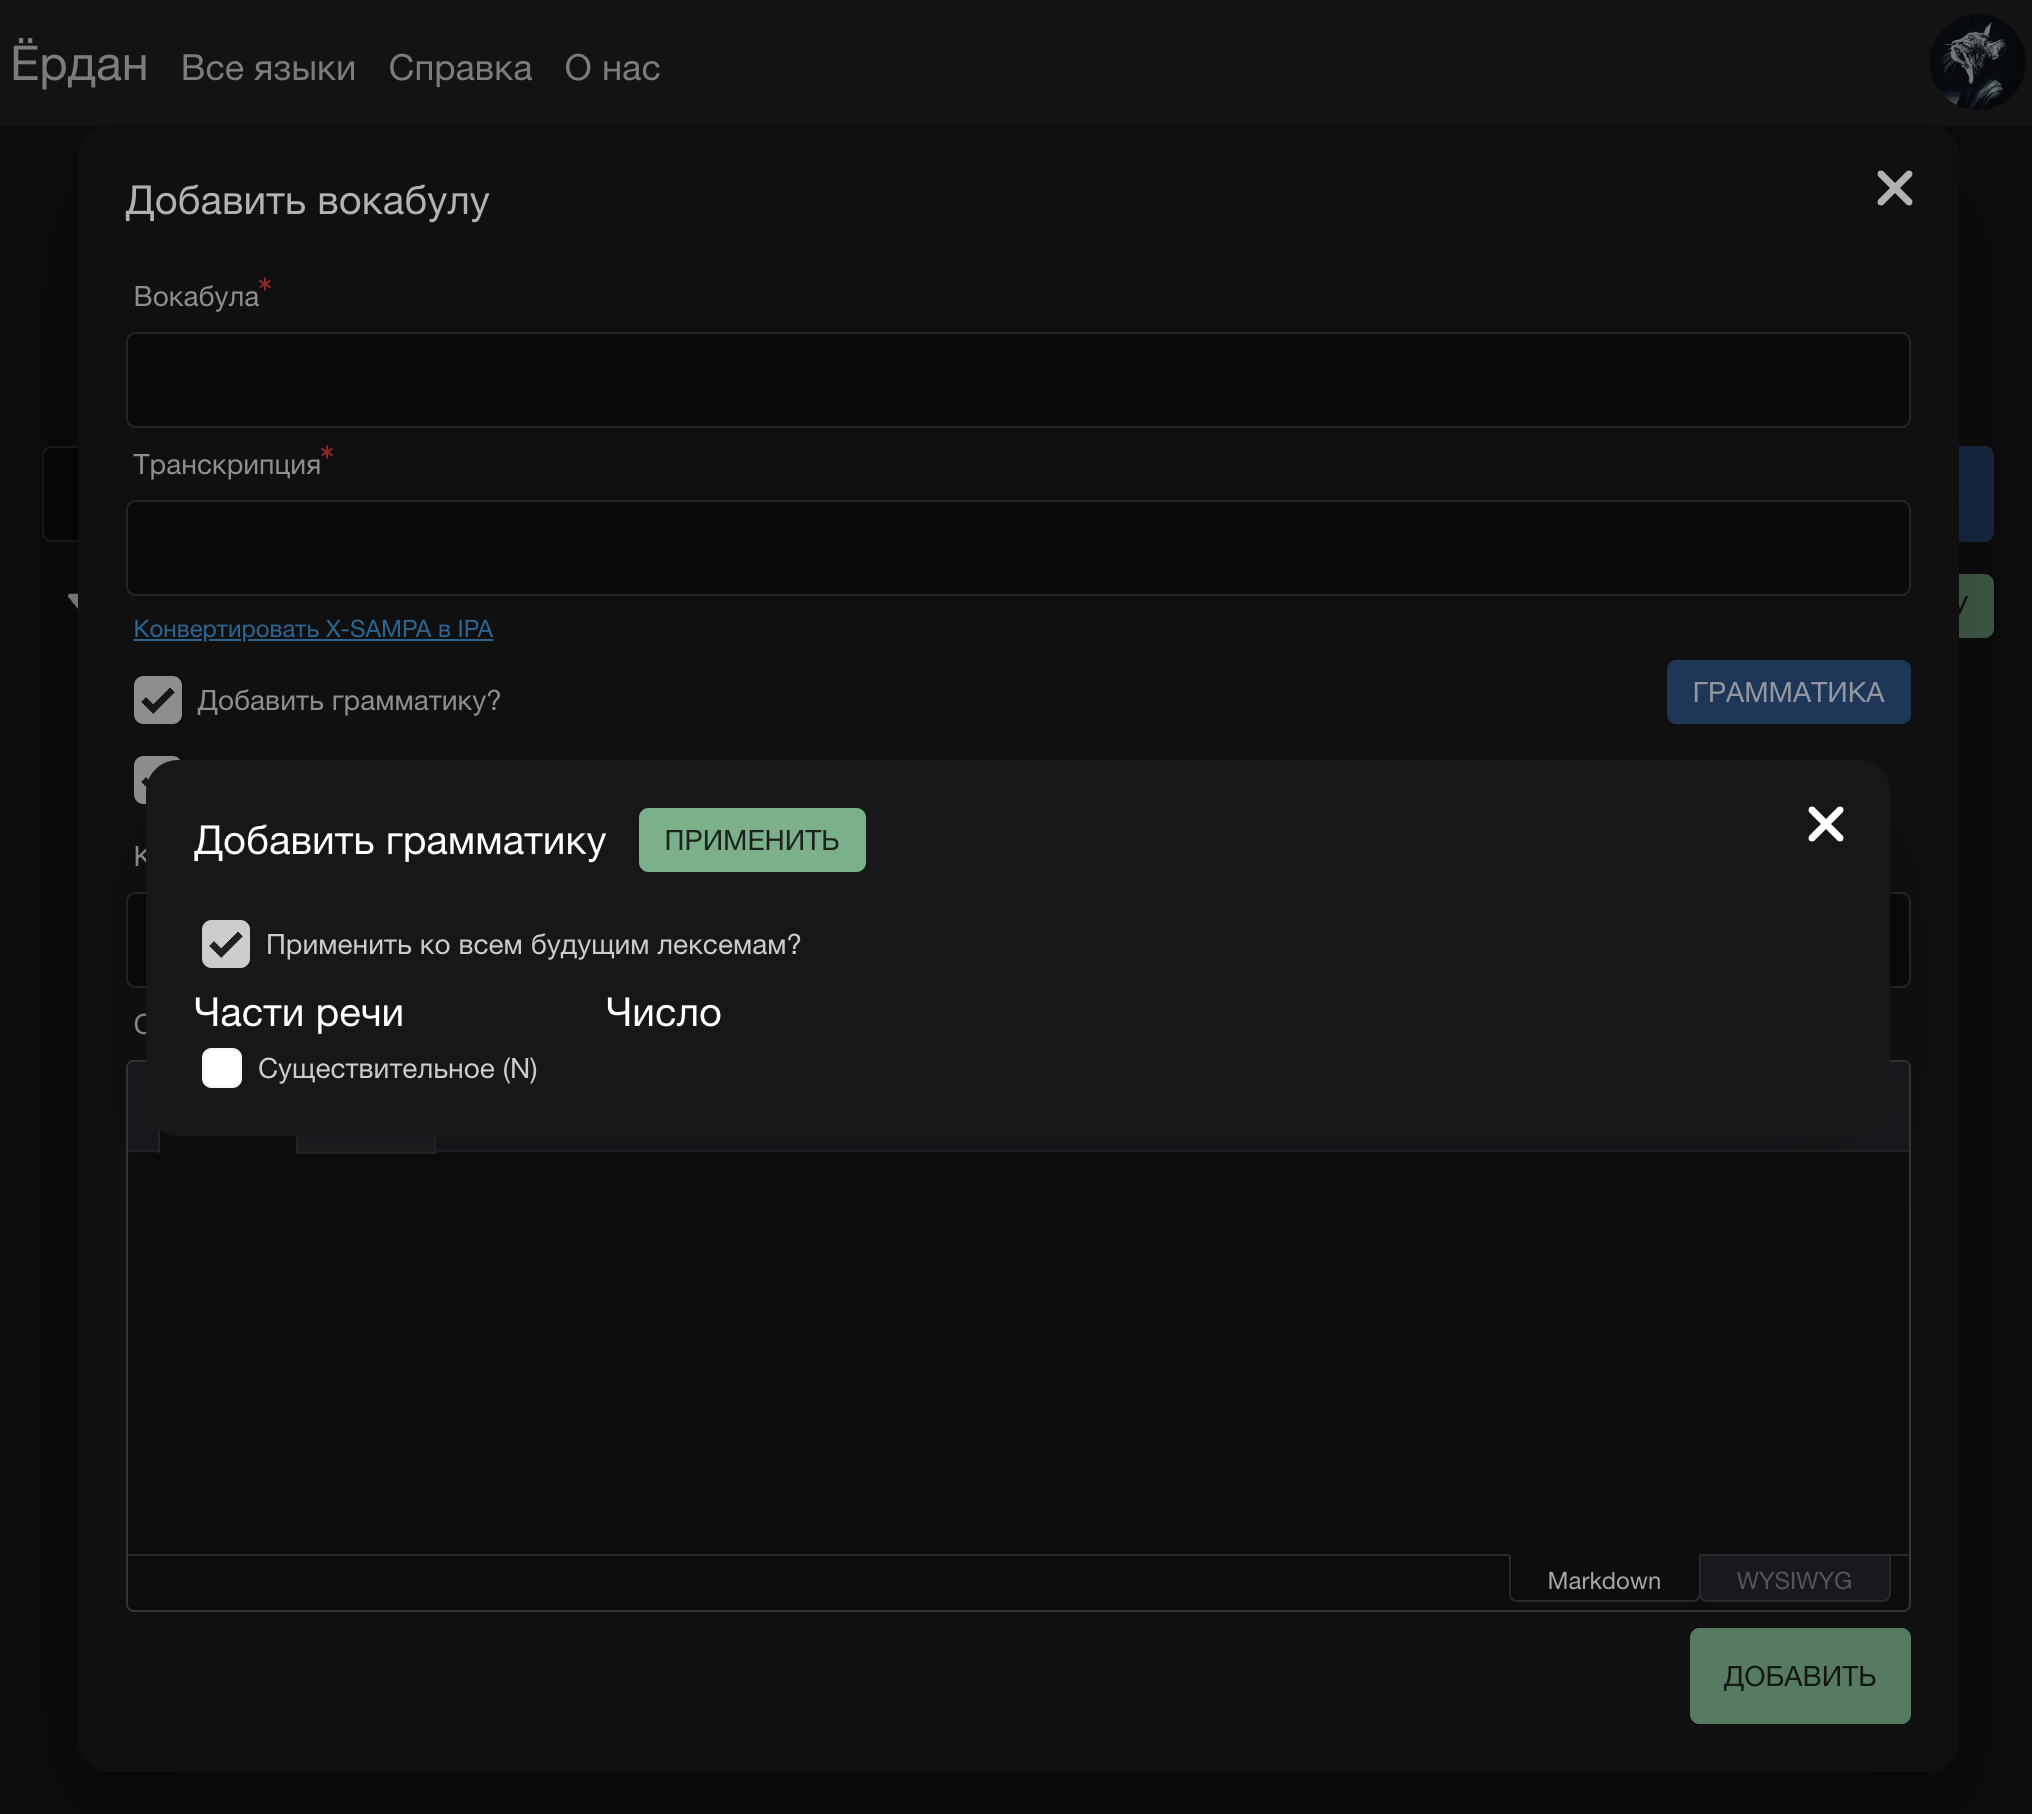 Ёрдан Все языки Справка О нас
Добавить вокабулу
Вокабула*
Транскрипция*
Конвертировать X-SAMPA в IPA
Добавить грамматику?
ГРАММАТИКА
Добавить грамматику
ПРИМЕНИТЬ
Применить ко всем будущим лексемам?
Части речи
Число
Существительное (N)
Markdown
WYSIWYG
ДОБАВИТЬ